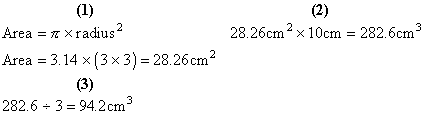 (1)
Area = π × radius²
Area = 3.14 × (3 × 3) = 28.26cm²
(2)
28.26cm² × 10cm = 282.6cm³
(3)
282.6 ÷ 3 = 94.2cm³